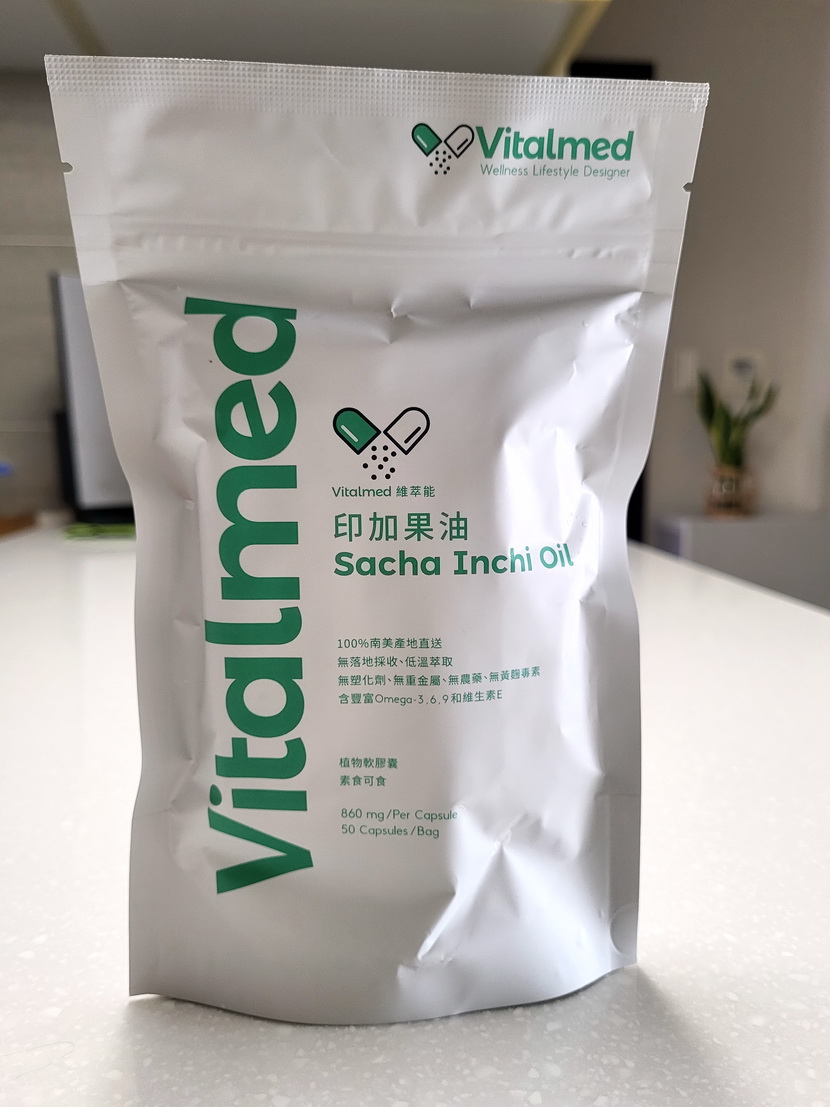 Vitalmed
Wellness Lifestyle Designer
Vitalmed
Vitalmed 維萃能
印加果油
Sacha Inchi Oil
100%南美產地直送
無落地採收、低溫萃取
無塑化劑、無重金屬、無農藥、無黃麴毒素
含豐富Omega-3,6,9和維生素E
植物軟膠囊
素食可食
860 mg/Per Capsule
50 Capsules/Bag